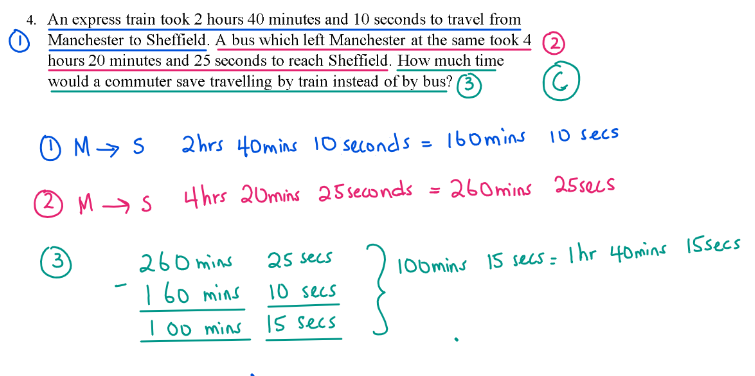 4. An express train took 2 hours 40 minutes and 10 seconds to travel from
① Manchester to Sheffield. A bus which left Manchester at the same took 4 ②
hours 20 minutes and 25 seconds to reach Sheffield. How much time
would a commuter save travelling by train instead of by bus? ③ C
① M → S 2hrs 40mins 10 seconds = 160mins 10 secs
② M → S 4hrs 20mins 25 seconds = 260mins 25secs
③ 260 mins 25 secs
- 160 mins 10 secs
100 mins 15 secs
} 100mins 15 secs = 1hr 40mins 15secs